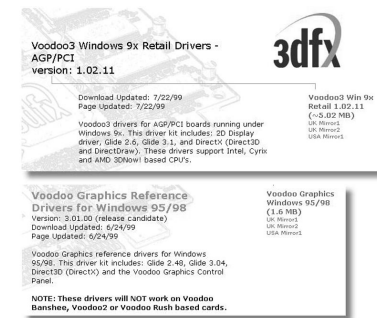 Voodoo3 Windows 9x Retail Drivers -
AGP/PCI
version: 1.02.11
3dfx
Download Updated: 7/22/99
Page Updated: 7/22/99
Voodoo3 drivers for AGP/PCI boards running under
Windows 9x. This driver kit includes: 2D Display
driver, Glide 2.6, Glide 3.1, and DirectX (Direct3D
and DirectDraw). These drivers support Intel, Cyrix
and AMD 3DNow! based CPU's.
Voodoo3 Win 9x
Retail 1.02.11
(~5.02 MB)
UK Mirror1
UK Mirror2
USA Mirror1
Voodoo Graphics Reference
Drivers for Windows 95/98
Version: 3.01.00 (release candidate)
Download Updated: 6/24/99
Page Updated: 6/24/99
Voodoo Graphics reference drivers for Windows
95/98. This driver kit includes: Glide 2.48, Glide 3.04,
Direct3D (DirectX) and the Voodoo Graphics Control
Panel.
NOTE: These drivers will NOT work on Voodoo
Banshee, Voodoo2 or Voodoo Rush based cards.
Voodoo Graphics
Windows 95/98
(1.6 MB)
UK Mirror1
UK Mirror2
USA Mirror1